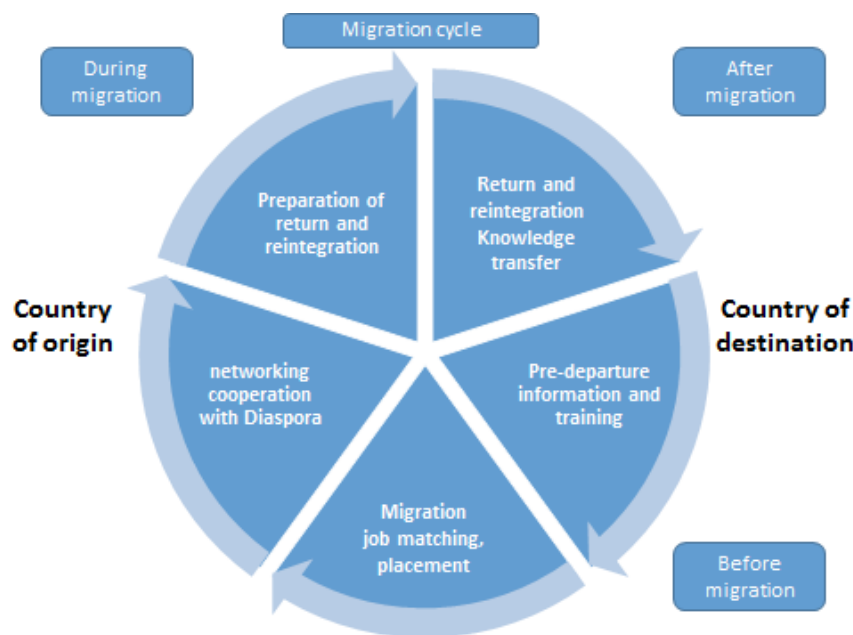 Migration cycle
During
migration
After
migration
Preparation of
return and
reintegration
Return and
reintegration
Knowledge
transfer
Country
of origin
Country of
destination
networking
cooperation
with Diaspora
Pre-departure
information and
training
Migration
job matching,
placement
Before
migration